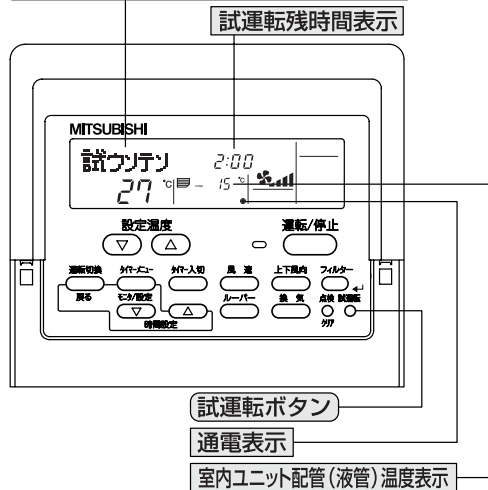 試運転残時間表示
MITSUBISHI
試ウンテン 2:00
27 ℃ 15 ℃
設定温度 運転/停止
運転切換 タイマーメニュー タイマー入切 風 速 上下風向 フィルター
戻る モニタ/設定 ルーバー 換 気 点検 試運転
時間設定 クリア
試運転ボタン
通電表示
室内ユニット配管(液管)温度表示